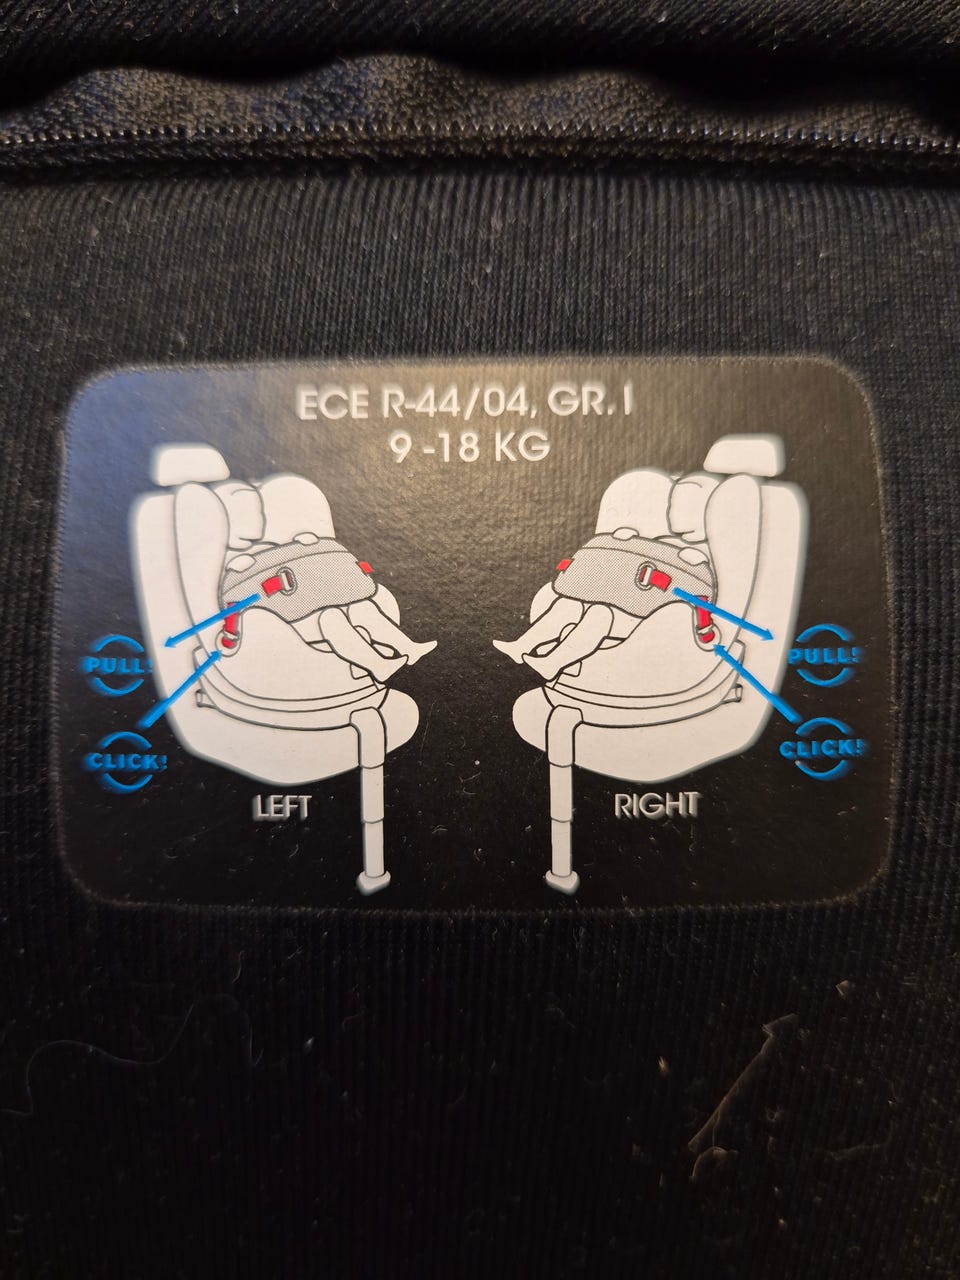 ECE R-44/04, GR. I
9 -18 KG
PULL!
CLICK!
LEFT
PULL!
CLICK!
RIGHT